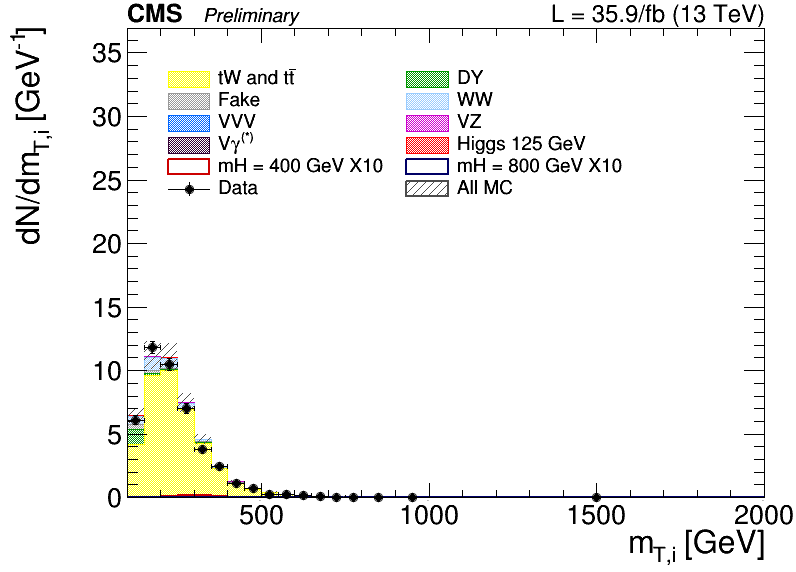 CMS Preliminary L = 35.9/fb (13 TeV)
dN/dm_{T,i} [GeV^{-1}]
35
30
25
20
15
10
5
0
tW and tt̄ DY
Fake WW
VVV VZ
Vγ^{(*)} Higgs 125 GeV
mH = 400 GeV X10 mH = 800 GeV X10
Data All MC
500 1000 1500 2000
m_{T,i} [GeV]